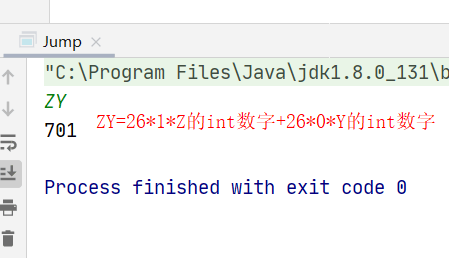 Jump
"C:\Program Files\Java\jdk1.8.0_131\b
ZY
701 ZY=26*1*Z的int数字+26*0*Y的int数字
Process finished with exit code 0